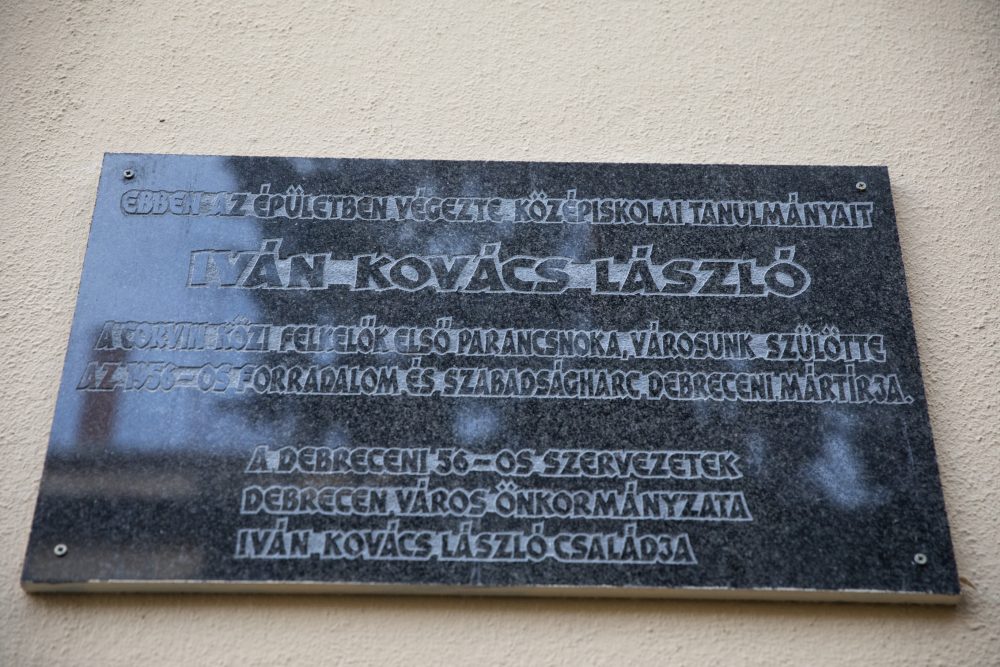 EBBEN AZ ÉPÜLETBEN VÉGEZTE KÖZÉPISKOLAI TANULMÁNYAIT
IVÁN KOVÁCS LÁSZLÓ
A CORVIN KÖZI FELKELŐK ELSŐ PARANCSNOKA, VÁROSUNK SZÜLÖTTE
AZ 1956-OS FORRADALOM ÉS SZABADSÁGHARC DEBRECENI MÁRTÍRJA.
A DEBRECENI 56-OS SZERVEZETEK
DEBRECEN VÁROS ÖNKORMÁNYZATA
IVÁN KOVÁCS LÁSZLÓ CSALÁDJA